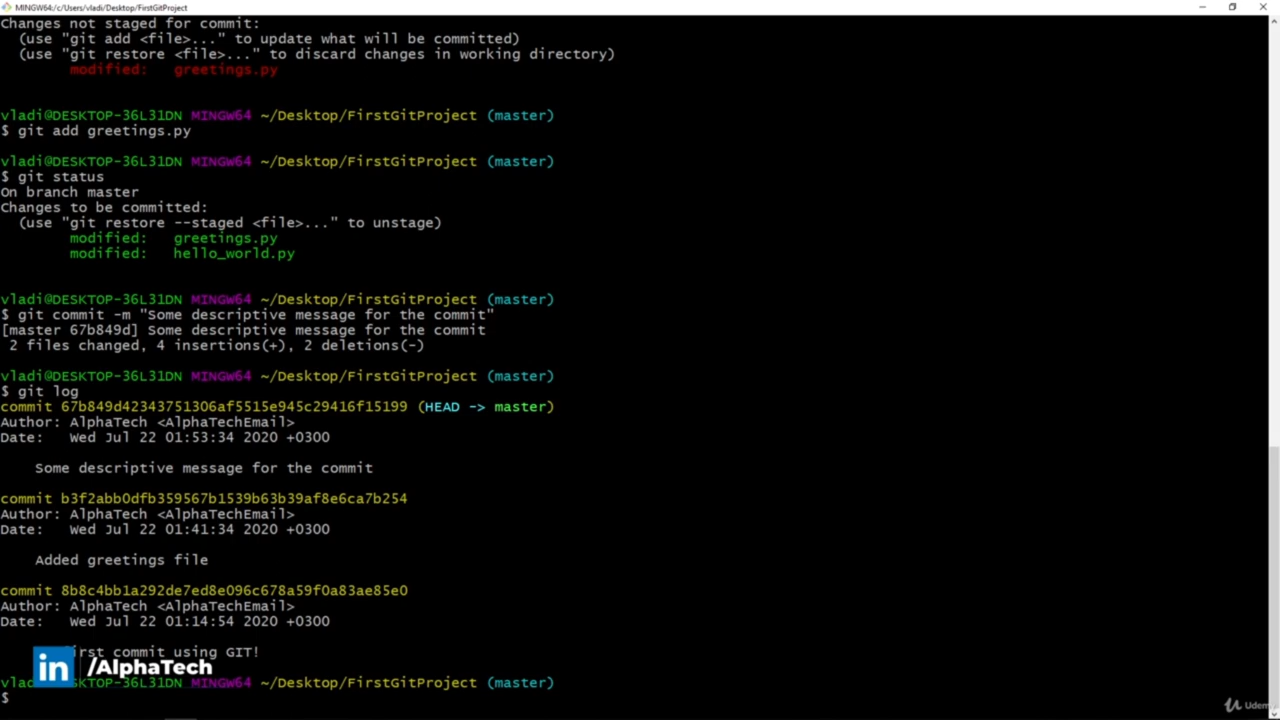 MINGW64:/c/Users/vladi/Desktop/FirstGitProject
Changes not staged for commit:
  (use "git add <file>..." to update what will be committed)
  (use "git restore <file>..." to discard changes in working directory)
        modified:   greetings.py
vladi@DESKTOP-36L31DN MINGW64 ~/Desktop/FirstGitProject (master)
$ git add greetings.py
vladi@DESKTOP-36L31DN MINGW64 ~/Desktop/FirstGitProject (master)
$ git status
On branch master
Changes to be committed:
  (use "git restore --staged <file>..." to unstage)
        modified:   greetings.py
        modified:   hello_world.py
vladi@DESKTOP-36L31DN MINGW64 ~/Desktop/FirstGitProject (master)
$ git commit -m "Some descriptive message for the commit"
[master 67b849d] Some descriptive message for the commit
 2 files changed, 4 insertions(+), 2 deletions(-)
vladi@DESKTOP-36L31DN MINGW64 ~/Desktop/FirstGitProject (master)
$ git log
commit 67b849d42343751306af5515e945c29416f15199 (HEAD -> master)
Author: AlphaTech <AlphaTechEmail>
Date:   Wed Jul 22 01:53:34 2020 +0300
    Some descriptive message for the commit
commit b3f2abb0dfb359567b1539b63b39af8e6ca7b254
Author: AlphaTech <AlphaTechEmail>
Date:   Wed Jul 22 01:41:34 2020 +0300
    Added greetings file
commit 8b8c4bb1a292de7ed8e096c678a59f0a83ae85e0
Author: AlphaTech <AlphaTechEmail>
Date:   Wed Jul 22 01:14:54 2020 +0300
irst commit using GIT!
in /AlphaTech
vladi@DESKTOP-36L31DN MINGW64 ~/Desktop/FirstGitProject (master)
$